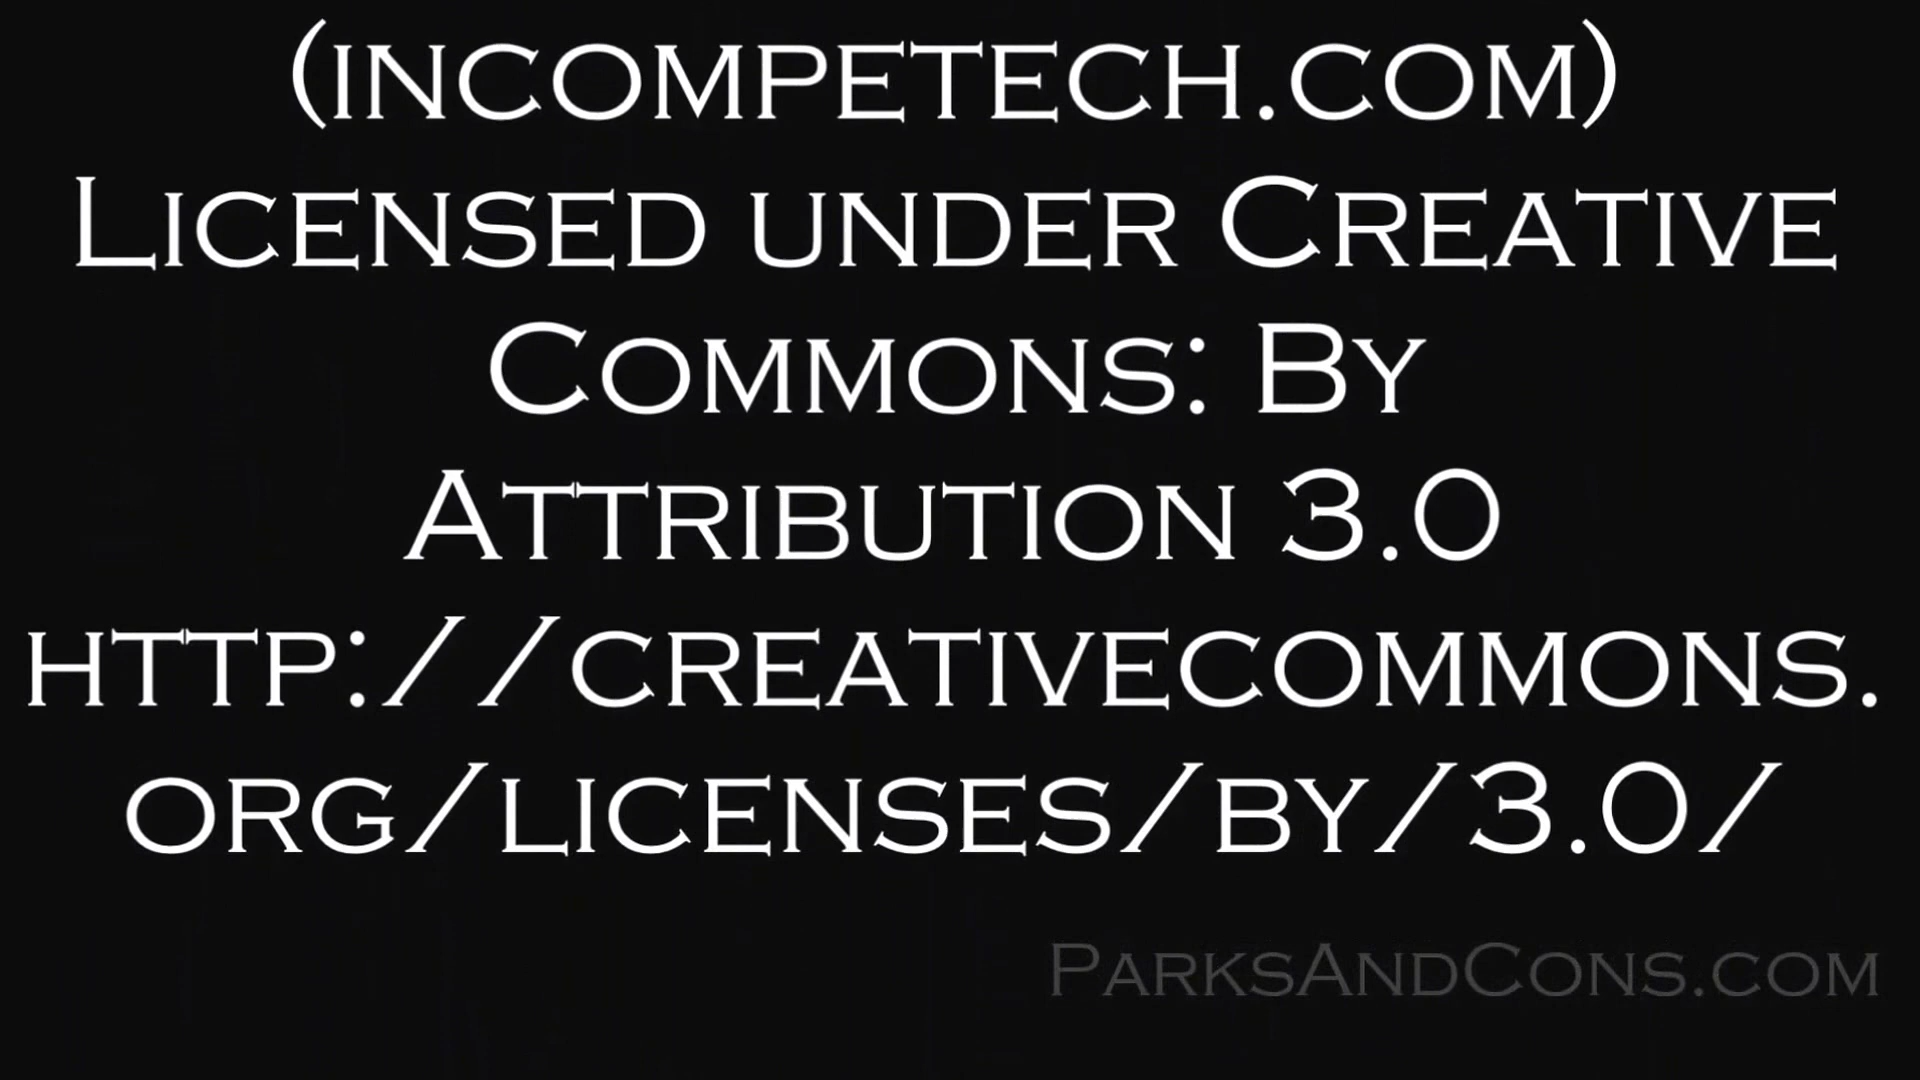 (incompetech.com)
Licensed under Creative
Commons: By
Attribution 3.0
http://creativecommons.
org/licenses/by/3.0/
ParksAndCons.com